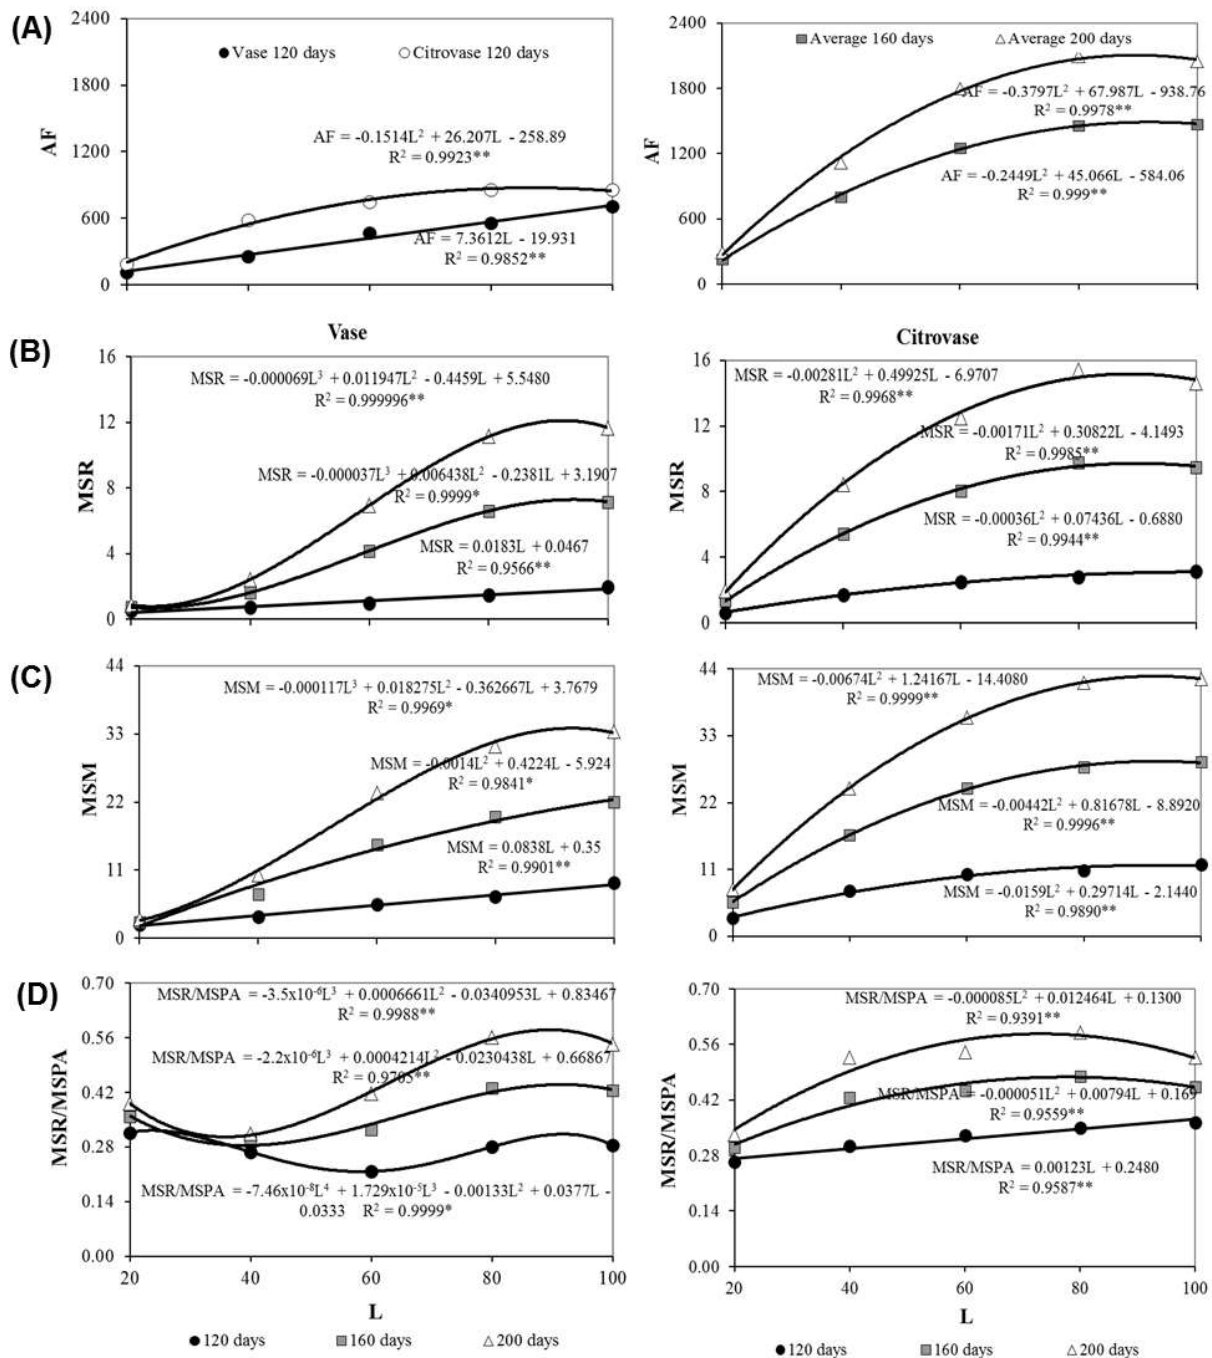 (A)
AF
2400
1800
1200
600
0
Vase 120 days Citrovase 120 days
AF = -0.1514L² + 26.207L - 258.89
R² = 0.9923**
AF = 7.3612L - 19.931
R² = 0.9852**
AF
2400
1800
1200
600
0
Average 160 days Average 200 days
AF = -0.3797L² + 67.987L - 938.76
R² = 0.9978**
AF = -0.2449L² + 45.066L - 584.06
R² = 0.999**
(B)
Vase
MSR
16
12
8
4
0
MSR = -0.000069L³ + 0.011947L² - 0.4459L + 5.5480
R² = 0.999996**
MSR = -0.000037L³ + 0.006438L² - 0.2381L + 3.1907
R² = 0.9999*
MSR = 0.0183L + 0.0467
R² = 0.9566**
Citrovase
MSR
16
12
8
4
0
MSR = -0.00281L² + 0.49925L - 6.9707
R² = 0.9968**
MSR = -0.00171L² + 0.30822L - 4.1493
R² = 0.9985**
MSR = -0.00036L² + 0.07436L - 0.6880
R² = 0.9944**
(C)
MSM
44
33
22
11
0
MSM = -0.000117L³ + 0.018275L² - 0.362667L + 3.7679
R² = 0.9969*
MSM = -0.0014L² + 0.4224L - 5.924
R² = 0.9841*
MSM = 0.0838L + 0.35
R² = 0.9901**
MSM
44
33
22
11
0
MSM = -0.00674L² + 1.24167L - 14.4080
R² = 0.9999**
MSM = -0.00442L² + 0.81678L - 8.8920
R² = 0.9996**
MSM = -0.0159L² + 0.29714L - 2.1440
R² = 0.9890**
(D)
MSR/MSPA
0.70
0.56
0.42
0.28
0.14
0.00
MSR/MSPA = -3.5x10⁻⁶L³ + 0.0006661L² - 0.0340953L + 0.83467
R² = 0.9988**
MSR/MSPA = -2.2x10⁻⁶L³ + 0.0004214L² - 0.0230438L + 0.66867
R² = 0.9705**
MSR/MSPA = -7.46x10⁻⁸L⁴ + 1.729x10⁻⁵L³ - 0.00133L² + 0.0377L -
0.0333 R² = 0.9999*
20 40 60 80 100
L
120 days 160 days 200 days
MSR/MSPA
0.70
0.56
0.42
0.28
0.14
0.00
MSR/MSPA = -0.000085L² + 0.012464L + 0.1300
R² = 0.9391**
MSR/MSPA = -0.000051L² + 0.00794L + 0.169
R² = 0.9559**
MSR/MSPA = 0.00123L + 0.2480
R² = 0.9587**
20 40 60 80 100
L
120 days 160 days 200 days